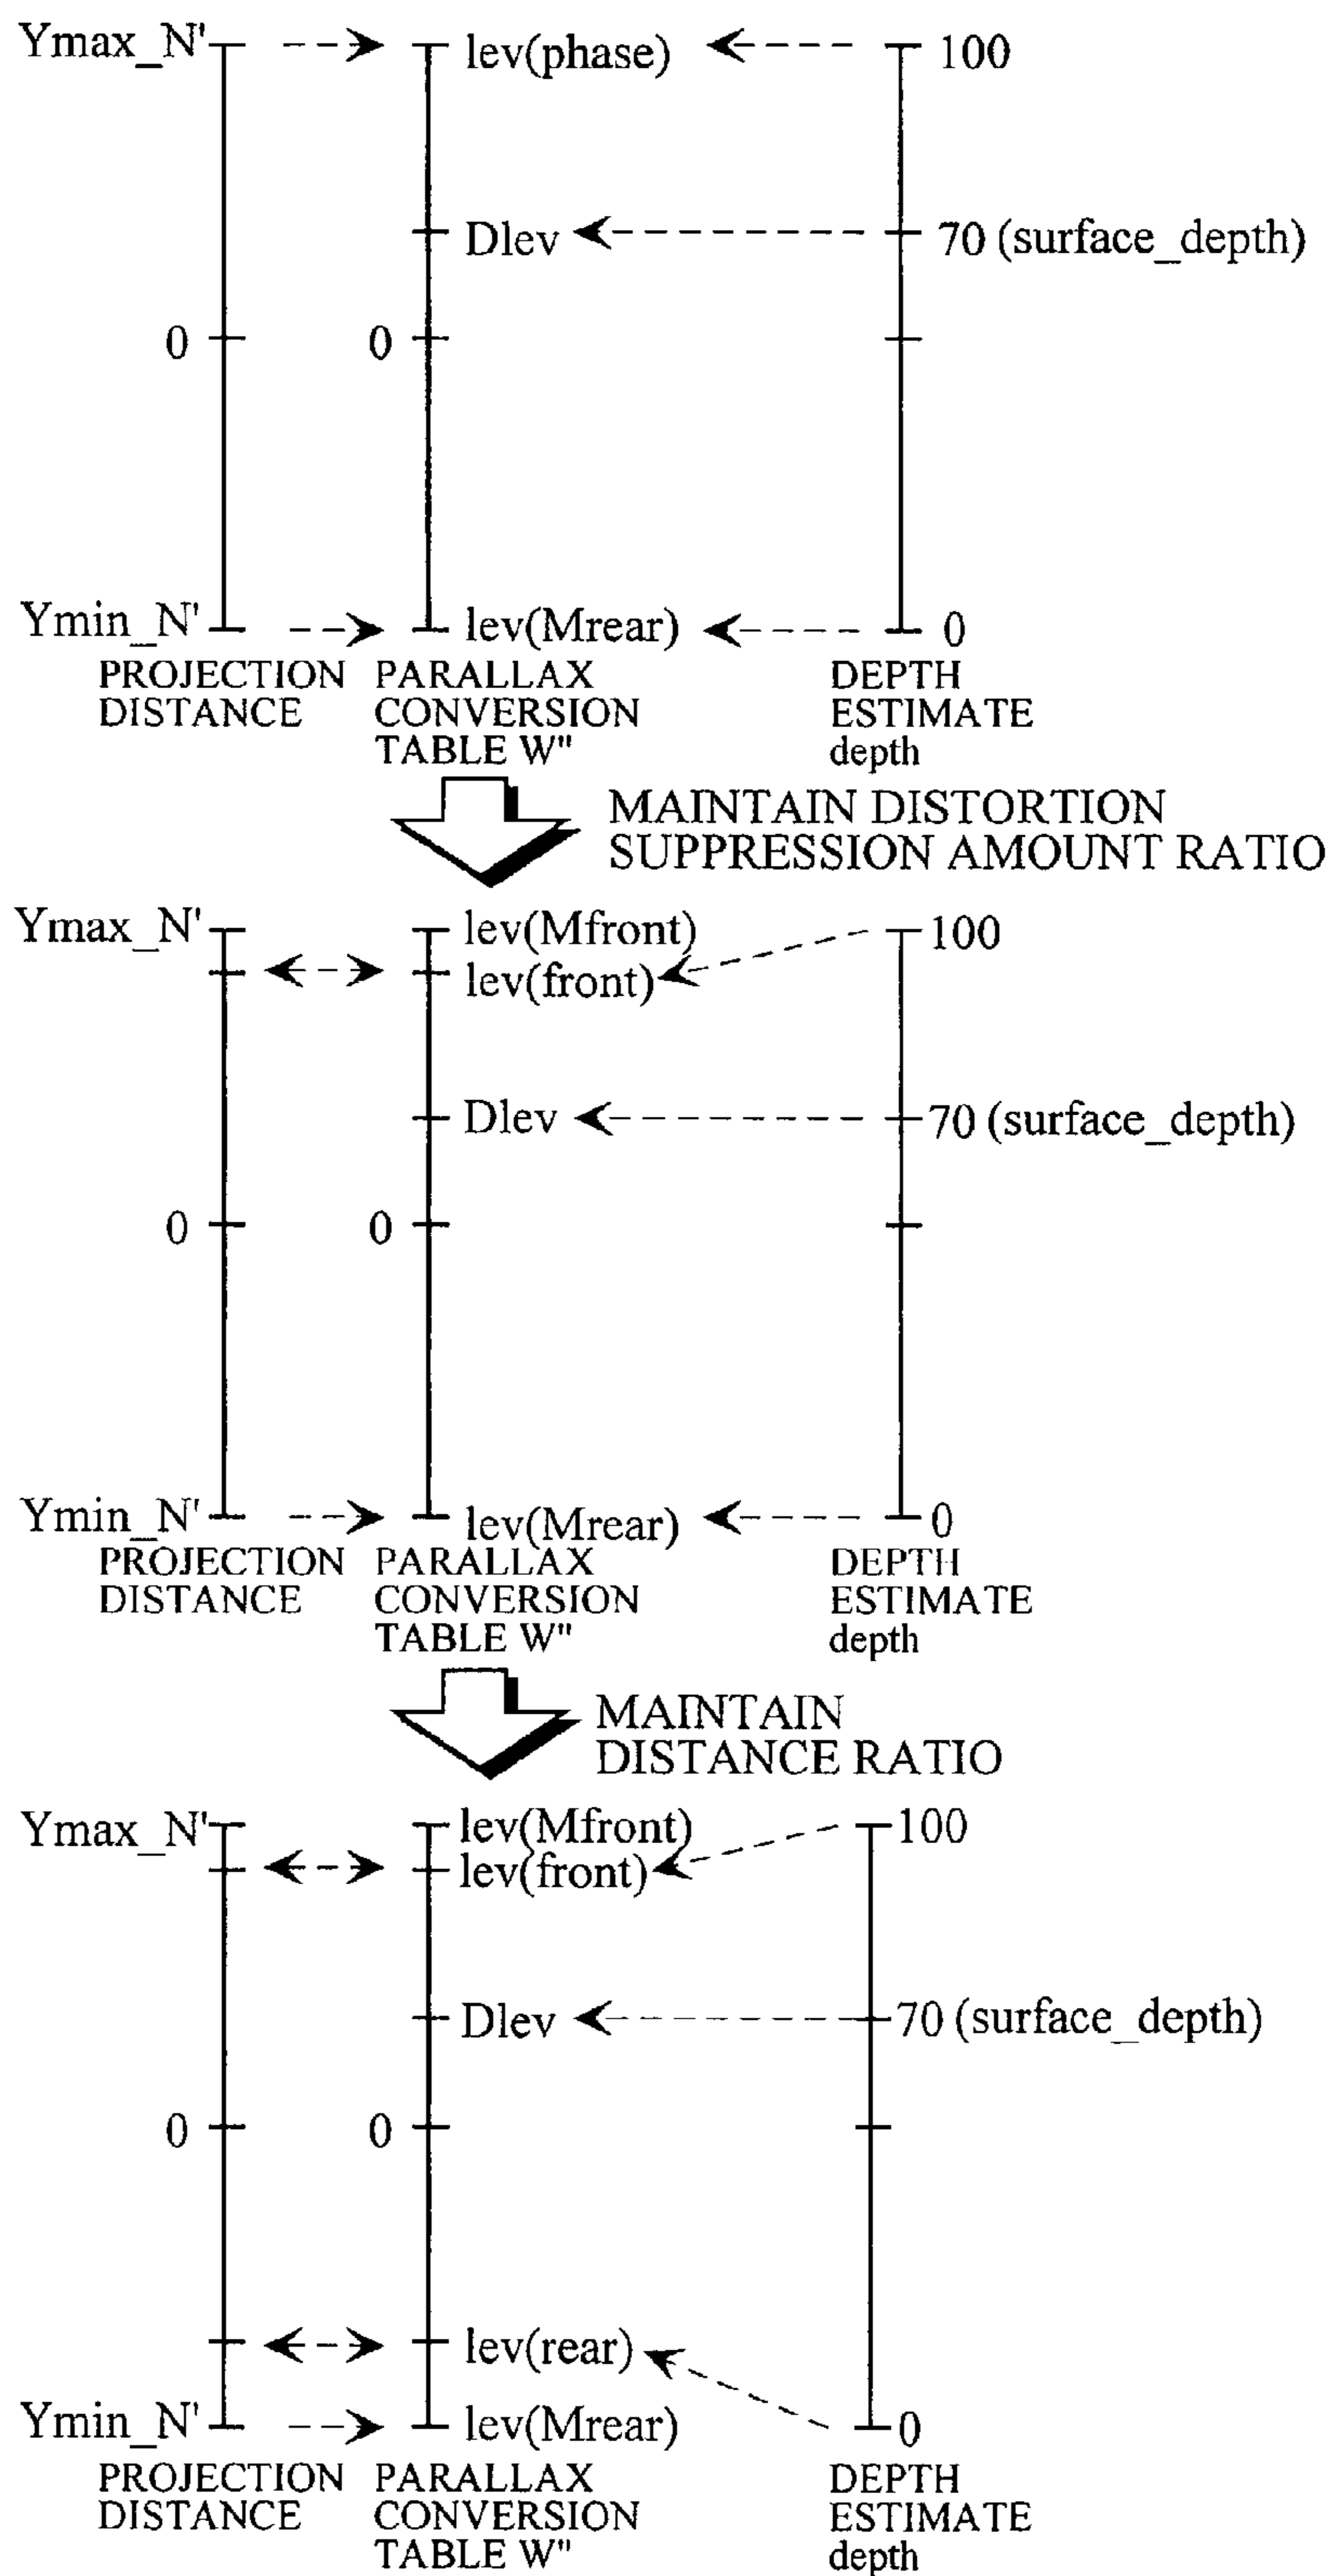 Ymax_N' lev(phase) 100
Dlev 70 (surface_depth)
0 0
Ymin_N' lev(Mrear) 0
PROJECTION PARALLAX DEPTH
DISTANCE CONVERSION ESTIMATE
TABLE W" depth
MAINTAIN DISTORTION
SUPPRESSION AMOUNT RATIO
Ymax_N' lev(Mfront) 100
lev(front)
Dlev 70 (surface_depth)
0 0
Ymin_N' lev(Mrear) 0
PROJECTION PARALLAX DEPTH
DISTANCE CONVERSION ESTIMATE
TABLE W" depth
MAINTAIN
DISTANCE RATIO
Ymax_N' lev(Mfront) 100
lev(front)
Dlev 70 (surface_depth)
0 0
lev(rear)
Ymin_N' lev(Mrear) 0
PROJECTION PARALLAX DEPTH
DISTANCE CONVERSION ESTIMATE
TABLE W" depth